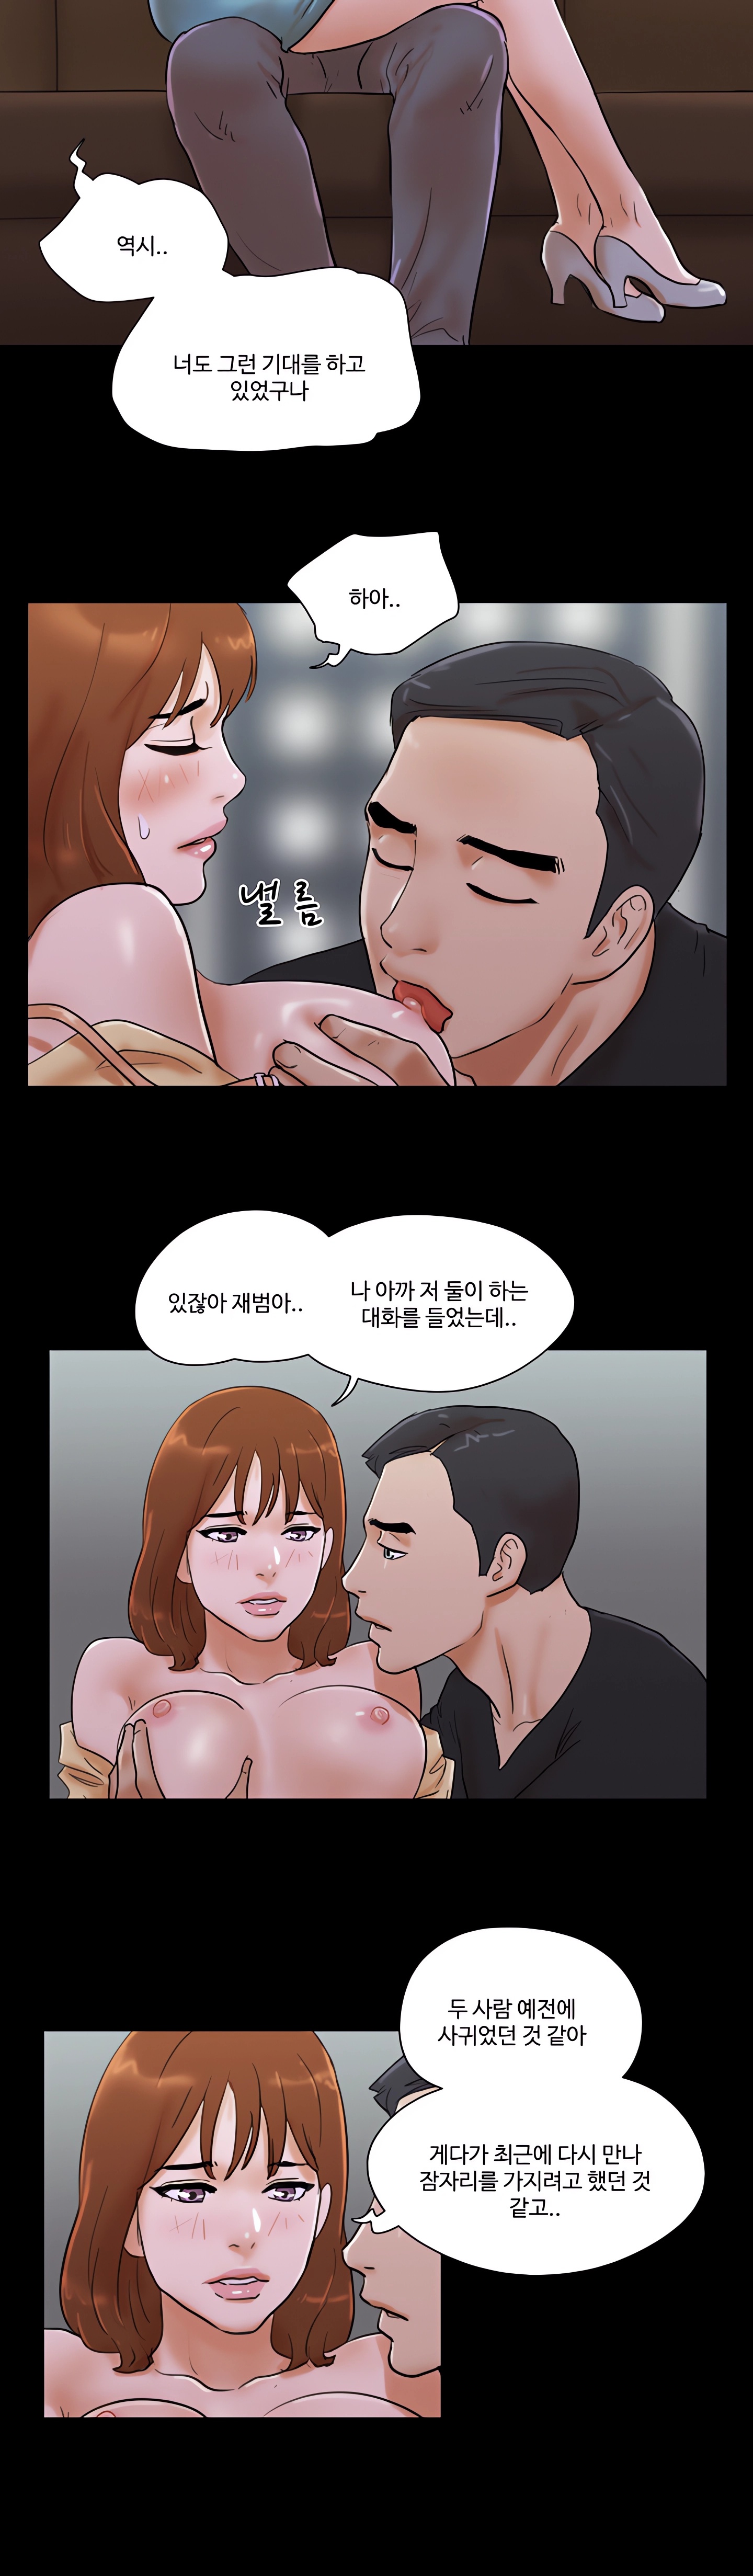 역시..
너도 그런 기대를 하고
있었구나
하아..
낼름
있잖아 재범아..
나 아까 저 둘이 하는
대화를 들었는데..
두 사람 예전에
사귀었던 것 같아
게다가 최근에 다시 만나
잠자리를 가지려고 했던 것
같고..